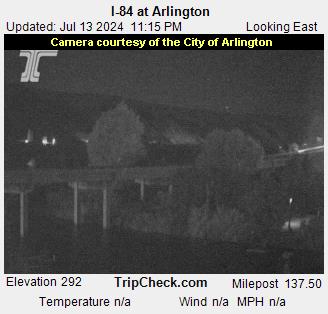 I-84 at Arlington
Updated: Jul 13 2024 11:15 PM Looking East
Camera courtesy of the City of Arlington
Elevation 292 TripCheck.com Milepost 137.50
Temperature n/a Wind n/a MPH n/a